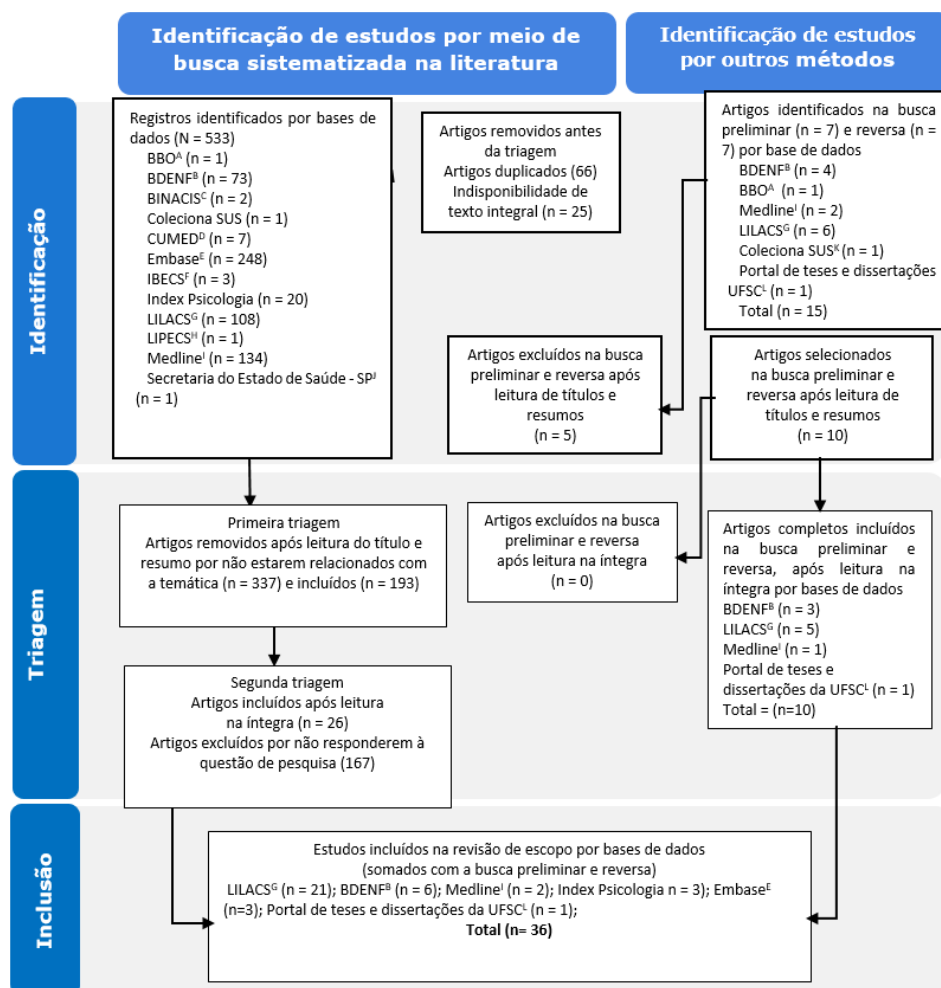 Identificação de estudos por meio de
busca sistematizada na literatura
Identificação de estudos
por outros métodos
Identificação
Registros identificados por bases de
dados (N = 533)
BBOᴬ (n = 1)
BDENFᴮ (n = 73)
BINACISꟲ (n = 2)
Coleciona SUS (n = 1)
CUMEDᴰ (n = 7)
Embaseᴱ (n = 248)
IBECSꟳ (n = 3)
Index Psicologia (n = 20)
LILACSᴳ (n = 108)
LIPECSᴴ (n = 1)
Medlineᴵ (n = 134)
Secretaria do Estado de Saúde - SPᴶ
(n = 1)
Artigos removidos antes
da triagem
Artigos duplicados (66)
Indisponibilidade de
texto integral (n = 25)
Artigos identificados na busca
preliminar (n = 7) e reversa (n =
7) por base de dados
BDENFᴮ (n = 4)
BBOᴬ (n = 1)
Medlineᴵ (n = 2)
LILACSᴳ (n = 6)
Coleciona SUSᴷ (n = 1)
Portal de teses e dissertações
UFSCᴸ (n = 1)
Total (n = 15)
Artigos excluídos na busca
preliminar e reversa após
leitura de títulos e
resumos
(n = 5)
Artigos selecionados
na busca preliminar e
reversa após leitura de
títulos e resumos
(n = 10)
Triagem
Primeira triagem
Artigos removidos após leitura do título e
resumo por não estarem relacionados com
a temática (n = 337) e incluídos (n = 193)
Artigos excluídos na busca
preliminar e reversa
após leitura na íntegra
(n = 0)
Artigos completos incluídos
na busca preliminar e
reversa, após leitura na
íntegra por bases de dados
BDENFᴮ (n = 3)
LILACSᴳ (n = 5)
Medlineᴵ (n = 1)
Portal de teses e
dissertações da UFSCᴸ (n = 1)
Total = (n=10)
Segunda triagem
Artigos incluídos após leitura
na íntegra (n = 26)
Artigos excluídos por não responderem à
questão de pesquisa (167)
Inclusão
Estudos incluídos na revisão de escopo por bases de dados
(somados com a busca preliminar e reversa)
LILACSᴳ (n = 21); BDENFᴮ (n = 6); Medlineᴵ (n = 2); Index Psicologia n = 3); Embaseᴱ
(n=3); Portal de teses e dissertações da UFSCᴸ (n = 1);
Total (n= 36)